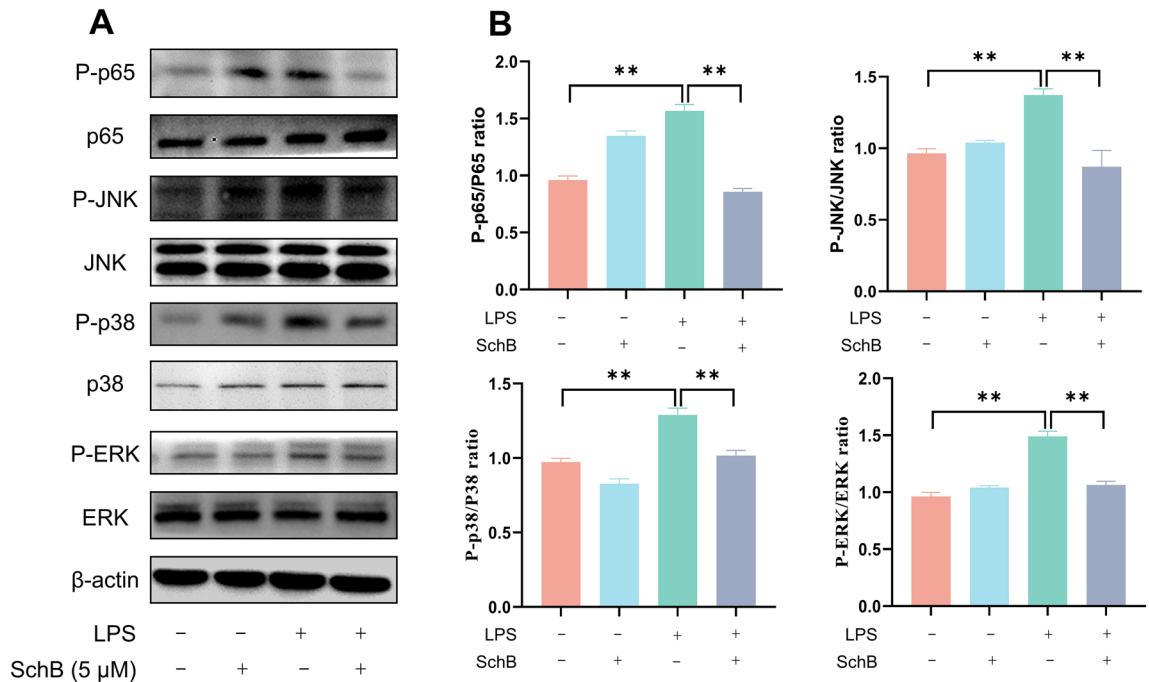 A
P-p65
p65
P-JNK
JNK
P-p38
p38
P-ERK
ERK
β-actin
LPS − − + +
SchB (5 μM) − + − +
B
P-p65/P65 ratio
2.0
1.5
1.0
0.5
0.0
** **
LPS − − + +
SchB − + − +
P-JNK/JNK ratio
1.5
1.0
0.5
0.0
** **
LPS − − + +
SchB − + − +
P-p38/P38 ratio
1.5
1.0
0.5
0.0
** **
LPS − − + +
SchB − + − +
P-ERK/ERK ratio
2.0
1.5
1.0
0.5
0.0
** **
LPS − − + +
SchB − + − +